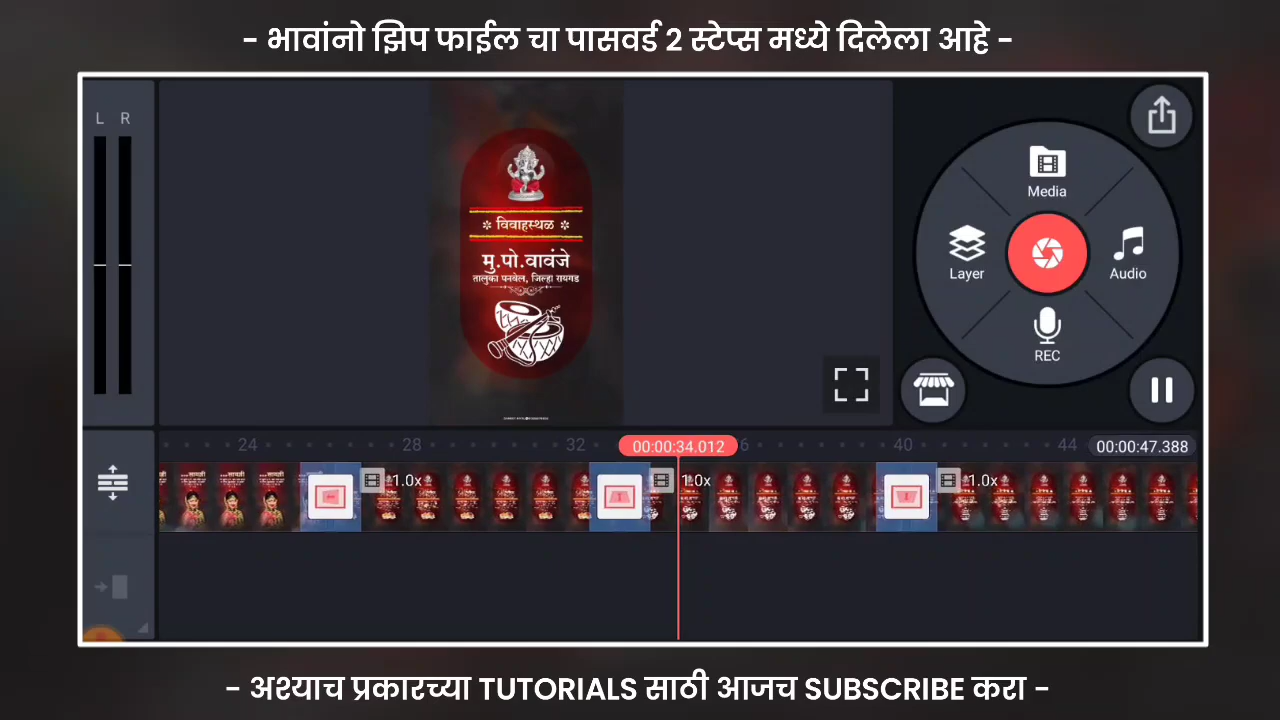 - भावांनो झिप फाईल चा पासवर्ड 2 स्टेप्स मध्ये दिलेला आहे -
L R
विवाहस्थळ
मु.पो.वावंजे
तालुका पनवेल, जिल्हा रायगड
Media
Layer
Audio
REC
24 28 32 00:00:34.012 6 40 44 00:00:47.388
1.0x 1.0x 1.0x
- अश्याच प्रकारच्या TUTORIALS साठी आजच SUBSCRIBE करा -